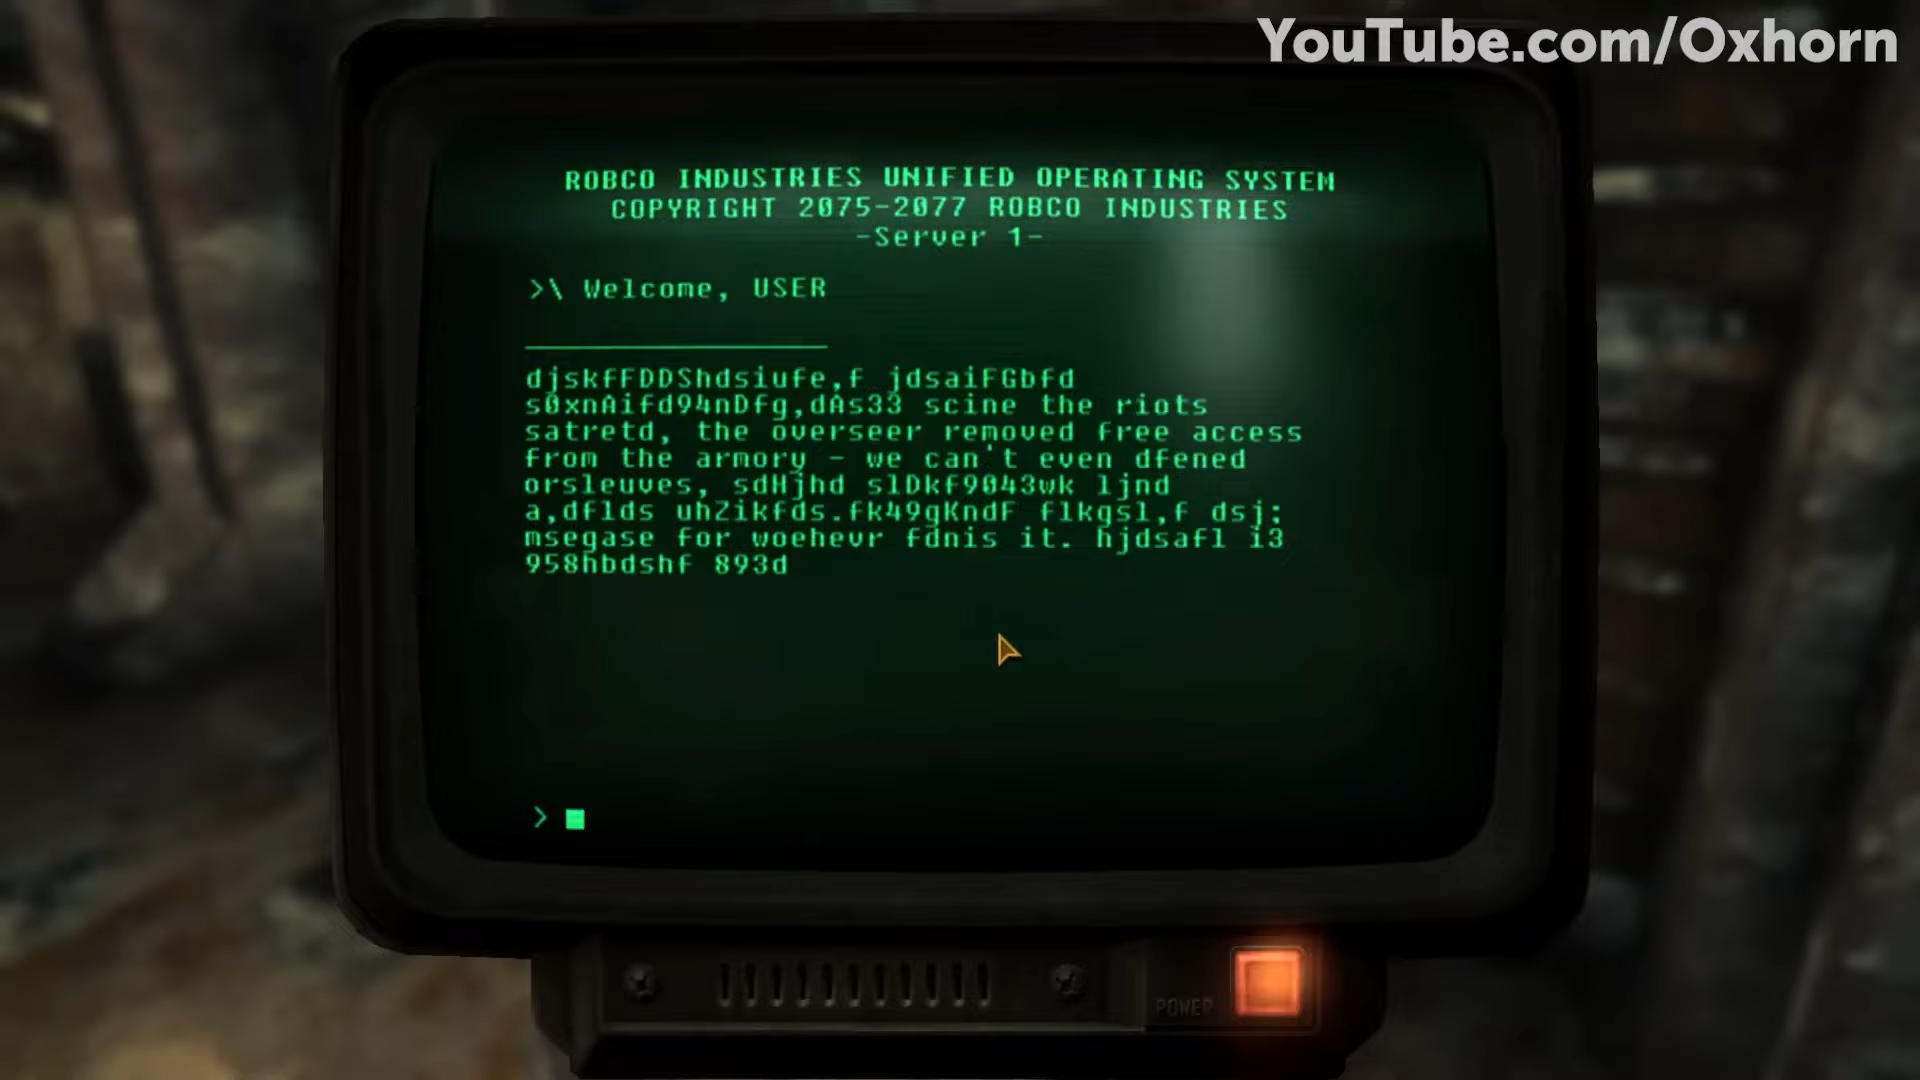 YouTube.com/Oxhorn
ROBCO INDUSTRIES UNIFIED OPERATING SYSTEM
COPYRIGHT 2075-2077 ROBCO INDUSTRIES
-Server 1-
>\ Welcome, USER
djskfFDDShdsiufe,f jdsaiFGbfd
s0xnAifd94nDfg,dAs33 scine the riots
satretd, the overseer removed free access
from the armory - we can't even dfened
orsleuves, sdHjhd slDkf9043wk ljnd
a,dflds uhZikfds.fk49gKndF flkgsl,f dsj;
msegase for woehevr fdnis it. hjdsafl i3
958hbdshf 893d
>
POWER